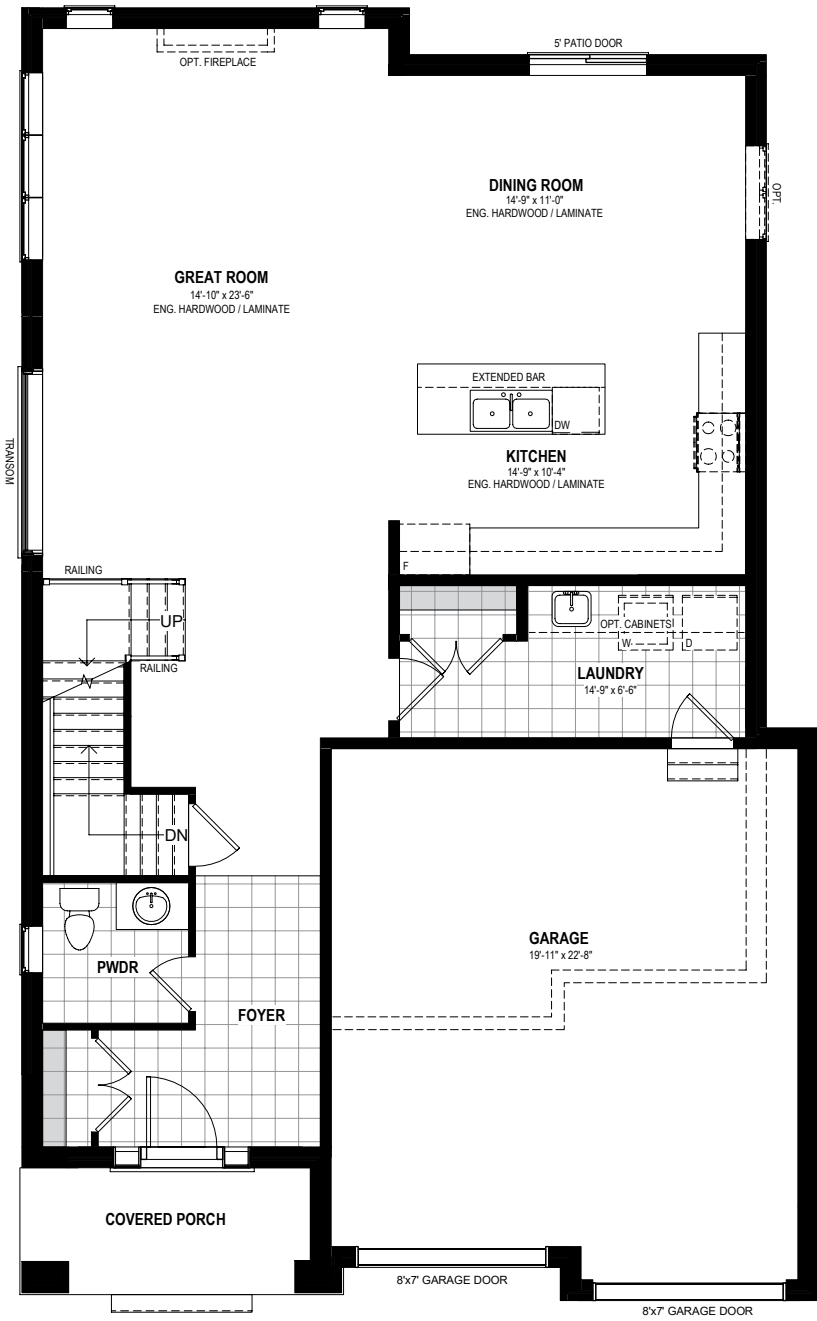 OPT. FIREPLACE
5' PATIO DOOR
DINING ROOM
14'-9" x 11'-0"
ENG. HARDWOOD / LAMINATE
OPT.
GREAT ROOM
14'-10" x 23'-6"
ENG. HARDWOOD / LAMINATE
EXTENDED BAR
DW
KITCHEN
14'-9" x 10'-4"
ENG. HARDWOOD / LAMINATE
TRANSOM
F
RAILING
UP
RAILING
OPT. CABINETS
W
D
LAUNDRY
14'-9" x 6'-6"
DN
PWDR
FOYER
GARAGE
19'-11" x 22'-8"
COVERED PORCH
8'x7' GARAGE DOOR
8'x7' GARAGE DOOR